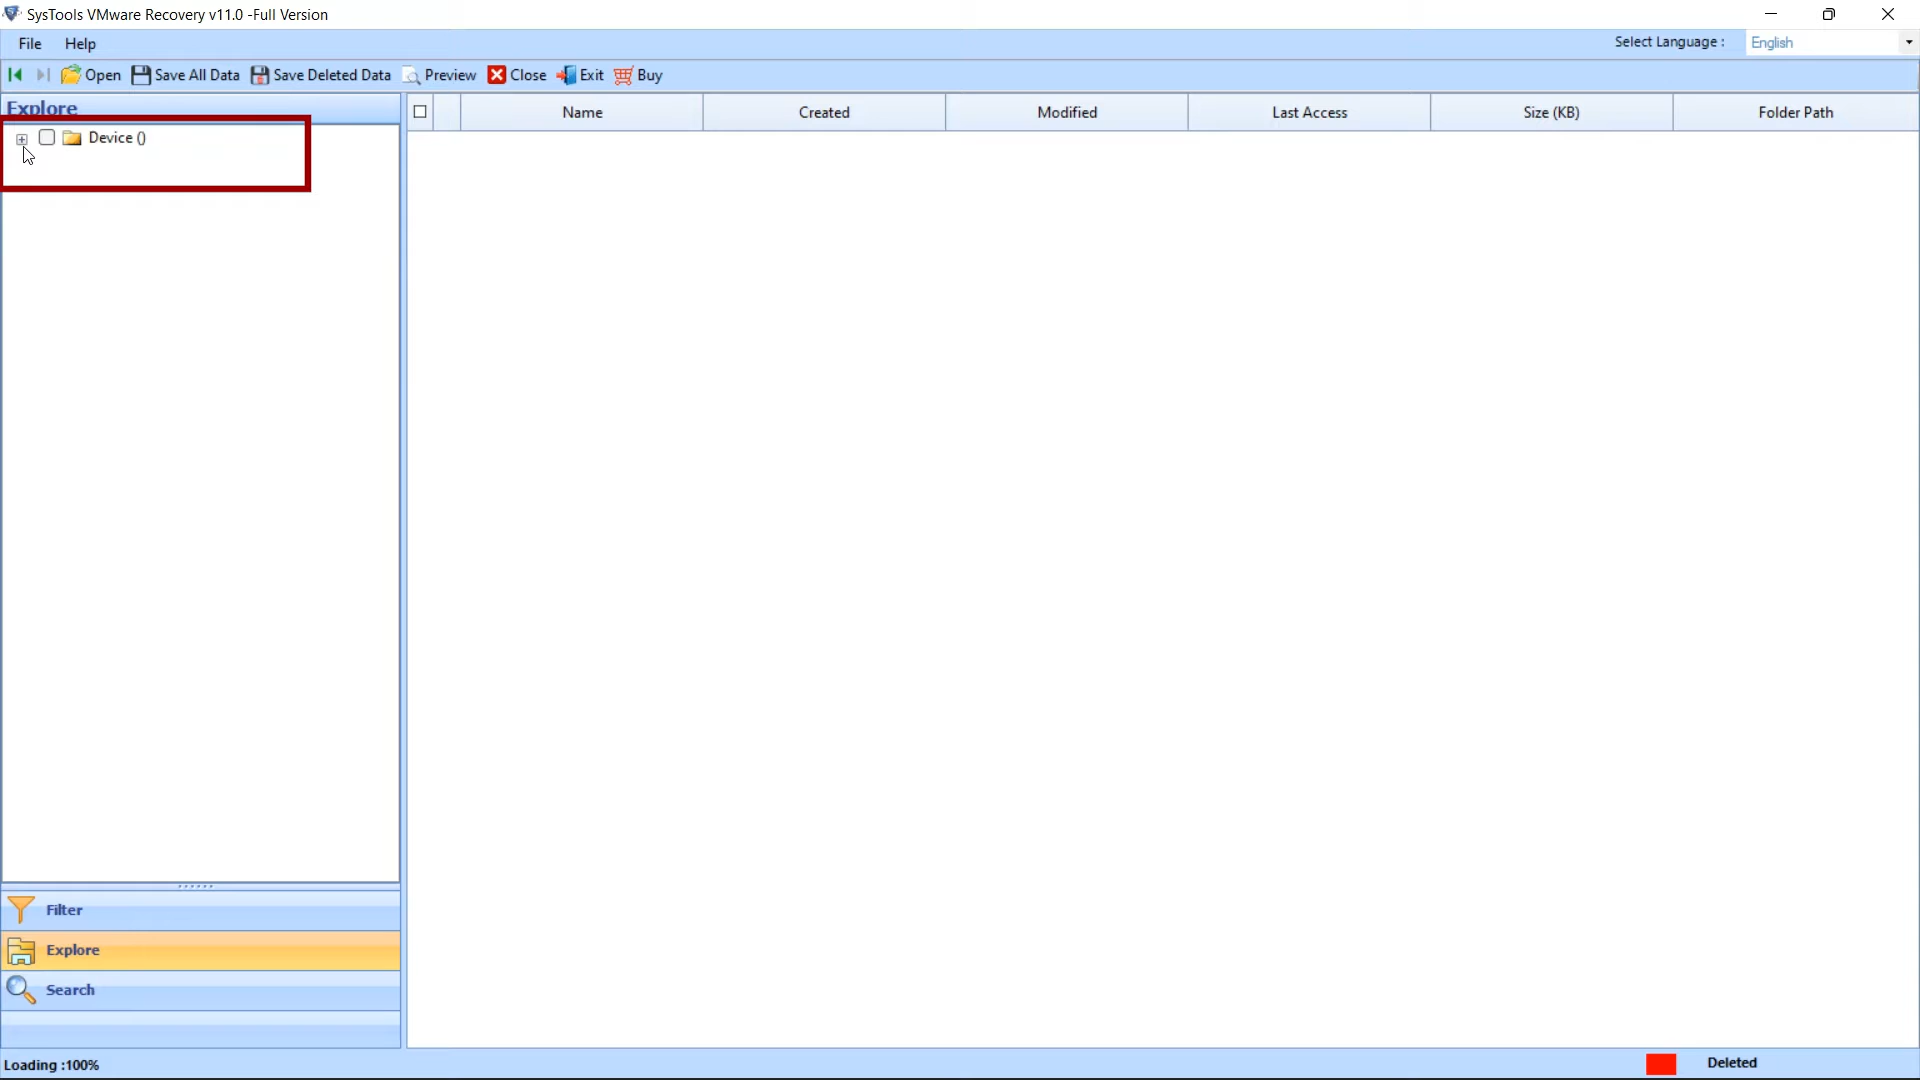 SysTools VMware Recovery v11.0 -Full Version
File Help Select Language : English
Open Save All Data Save Deleted Data Preview Close Exit Buy
Explore
Name Created Modified Last Access Size (KB) Folder Path
Device ()
Filter
Explore
Search
Loading :100% Deleted